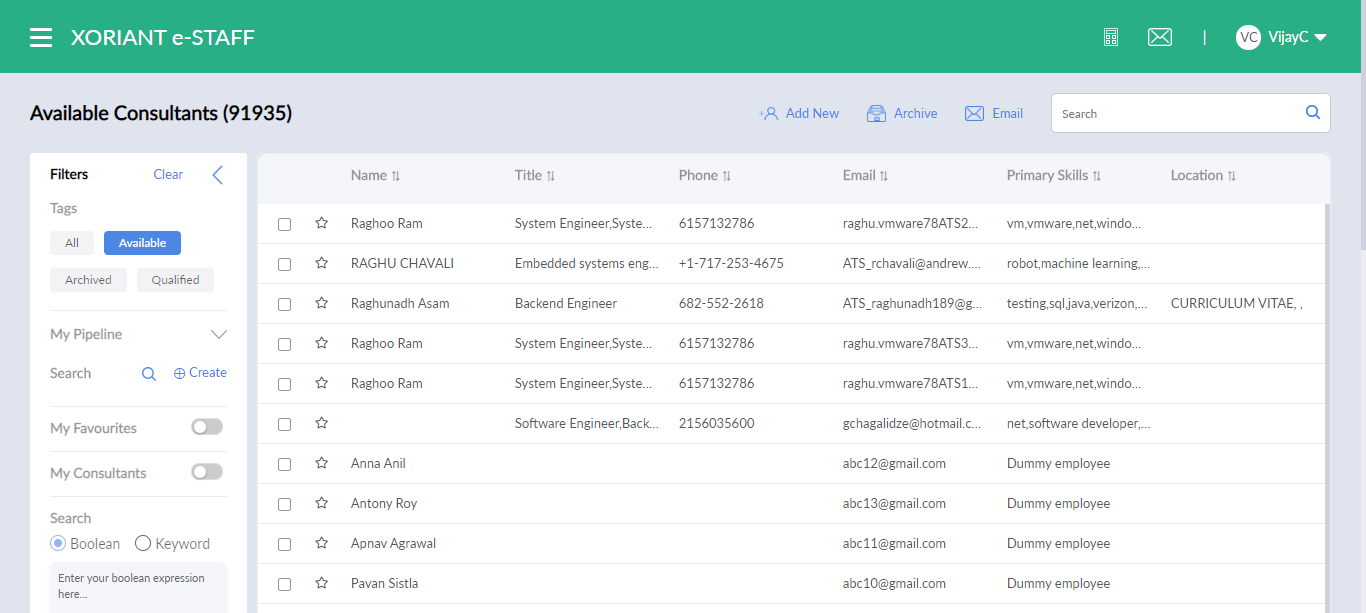 XORIANT e-STAFF
| VC VijayC
Available Consultants (91935)
Add New Archive Email Search
Filters Clear
Tags
All Available
Archived Qualified
My Pipeline
Search Create
My Favourites
My Consultants
Search
Boolean Keyword
Enter your boolean expression
here...
Name Title Phone Email Primary Skills Location
Raghoo Ram System Engineer,Syste... 6157132786 raghu.vmware78ATS2... vm,vmware,net,windo...
RAGHU CHAVALI Embedded systems eng... +1-717-253-4675 ATS_rchavali@andrew.... robot,machine learning,...
Raghunadh Asam Backend Engineer 682-552-2618 ATS_raghunadh189@g... testing,sql,java,verizon,... CURRICULUM VITAE, ,
Raghoo Ram System Engineer,Syste... 6157132786 raghu.vmware78ATS3... vm,vmware,net,windo...
Raghoo Ram System Engineer,Syste... 6157132786 raghu.vmware78ATS1... vm,vmware,net,windo...
Software Engineer,Back... 2156035600 gchagalidze@hotmail.c... net,software developer,...
Anna Anil abc12@gmail.com Dummy employee
Antony Roy abc13@gmail.com Dummy employee
Apnav Agrawal abc11@gmail.com Dummy employee
Pavan Sistla abc10@gmail.com Dummy employee